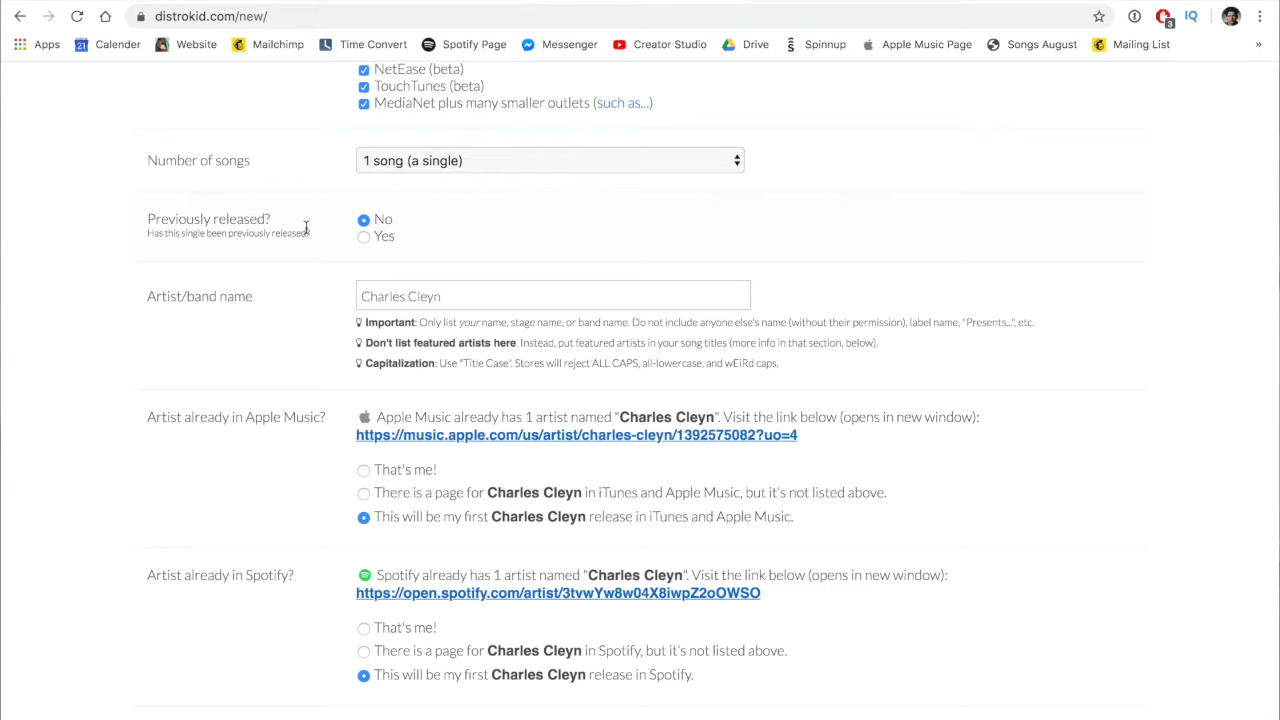 distrokid.com/new/
3
Apps
21
Calender
Website
Mailchimp
Time Convert
Spotify Page
Messenger
Creator Studio
Drive
Spinnup
Apple Music Page
Songs August
Mailing List
»
NetEase (beta)
TouchTunes (beta)
MediaNet plus many smaller outlets (such as...)
Number of songs
1 song (a single)
Previously released?
Has this single been previously released?
No
Yes
Artist/band name
Charles Cleyn
Important: Only list your name, stage name, or band name. Do not include anyone else's name (without their permission), label name, "Presents...", etc.
Don't list featured artists here. Instead, put featured artists in your song titles (more info in that section, below).
Capitalization: Use "Title Case". Stores will reject ALL CAPS, all-lowercase, and wEiRd caps.
Artist already in Apple Music?
Apple Music already has 1 artist named "Charles Cleyn". Visit the link below (opens in new window):
https://music.apple.com/us/artist/charles-cleyn/1392575082?uo=4
That's me!
There is a page for Charles Cleyn in iTunes and Apple Music, but it's not listed above.
This will be my first Charles Cleyn release in iTunes and Apple Music.
Artist already in Spotify?
Spotify already has 1 artist named "Charles Cleyn". Visit the link below (opens in new window):
https://open.spotify.com/artist/3tvwYw8w04X8iwpZ2oOWSO
That's me!
There is a page for Charles Cleyn in Spotify, but it's not listed above.
This will be my first Charles Cleyn release in Spotify.